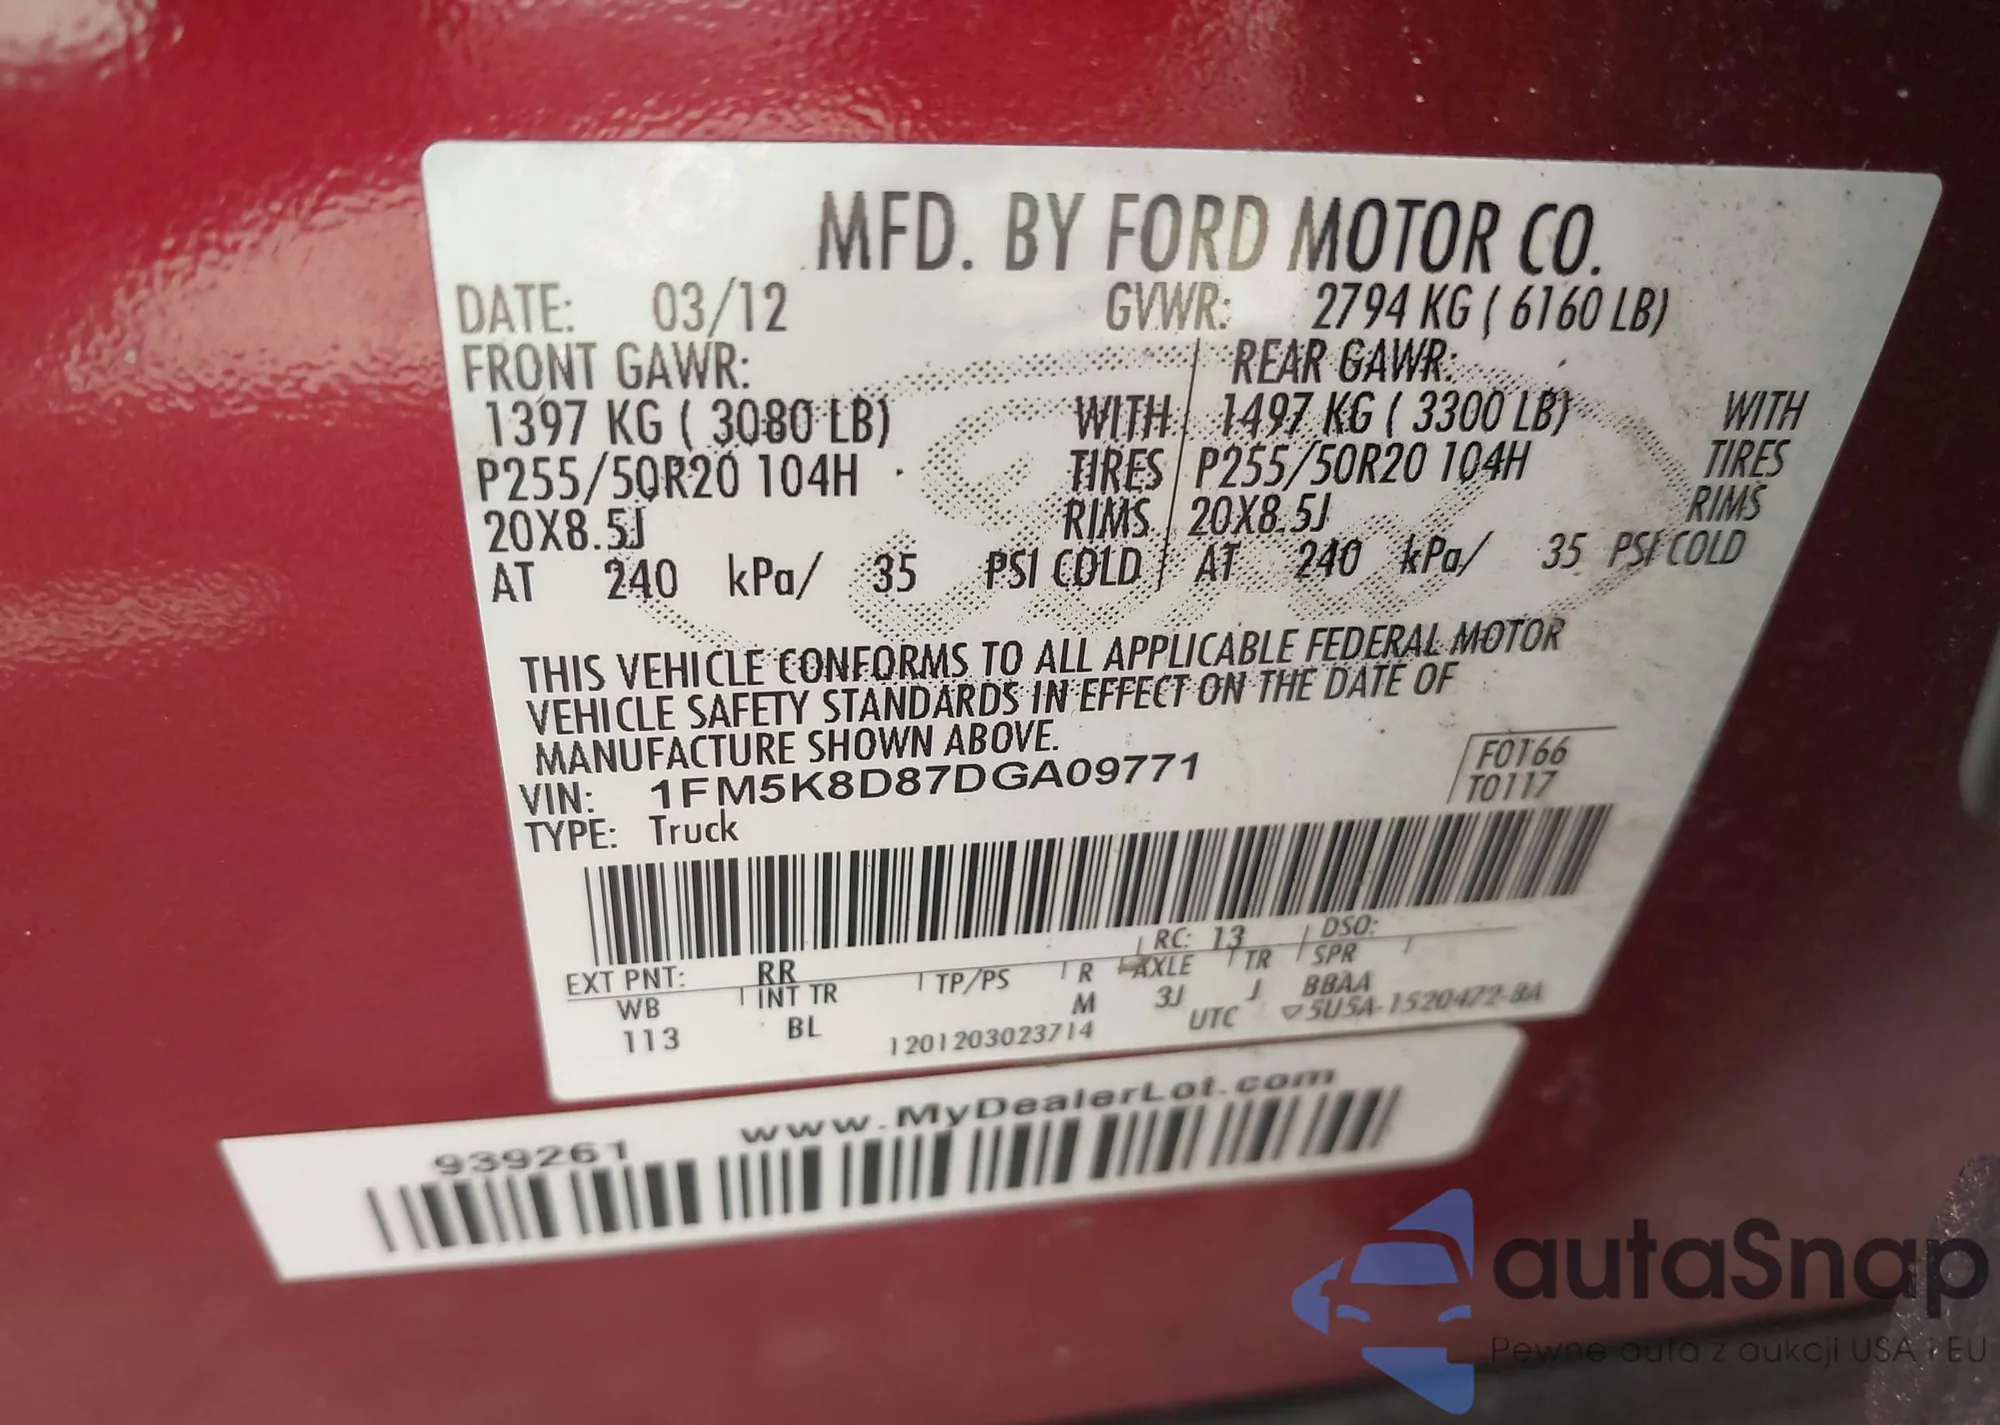 MFD. BY FORD MOTOR CO.
DATE: 03/12 GVWR: 2794 KG ( 6160 LB)
FRONT GAWR: REAR GAWR:
1397 KG ( 3080 LB) WITH 1497 KG ( 3300 LB) WITH
P255/50R20 104H TIRES P255/50R20 104H TIRES
20X8.5J RIMS 20X8.5J RIMS
AT 240 kPa/ 35 PSI COLD AT 240 kPa/ 35 PSI COLD
THIS VEHICLE CONFORMS TO ALL APPLICABLE FEDERAL MOTOR
VEHICLE SAFETY STANDARDS IN EFFECT ON THE DATE OF
MANUFACTURE SHOWN ABOVE.
VIN: 1FM5K8D87DGA09771 F0T66
TYPE: Truck T0117
EXT PNT: RR RC: 13 DSO:
WB INT TR TP/PS R AXLE TR SPR
113 BL M 3J J BBAA
1201203023714 UTC ▽5U5A-1520472-BA
939261 www.MyDealerLot.com
autaSnap
Pewne auta z aukcji USA i EU